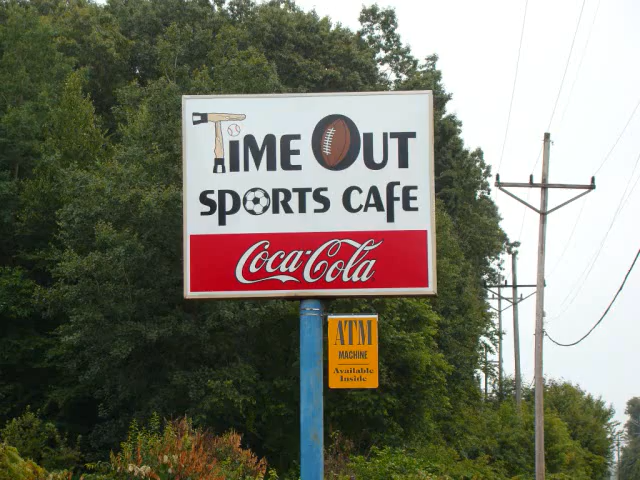 TIME OUT
SPORTS CAFE
Coca-Cola
ATM
MACHINE
Available
Inside